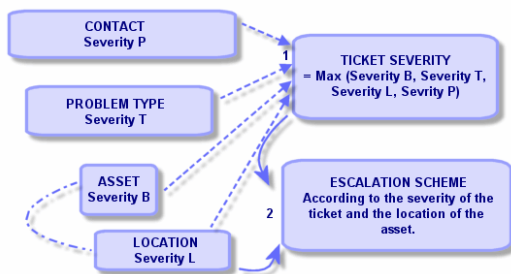 CONTACT
Severity P
1
TICKET SEVERITY
= Max (Severity B, Severity T,
Severity L, Sevrity P)
PROBLEM TYPE
Severity T
ASSET
Severity B
ESCALATION SCHEME
According to the severity of the
ticket and the location of the
asset.
2
LOCATION
Severity L